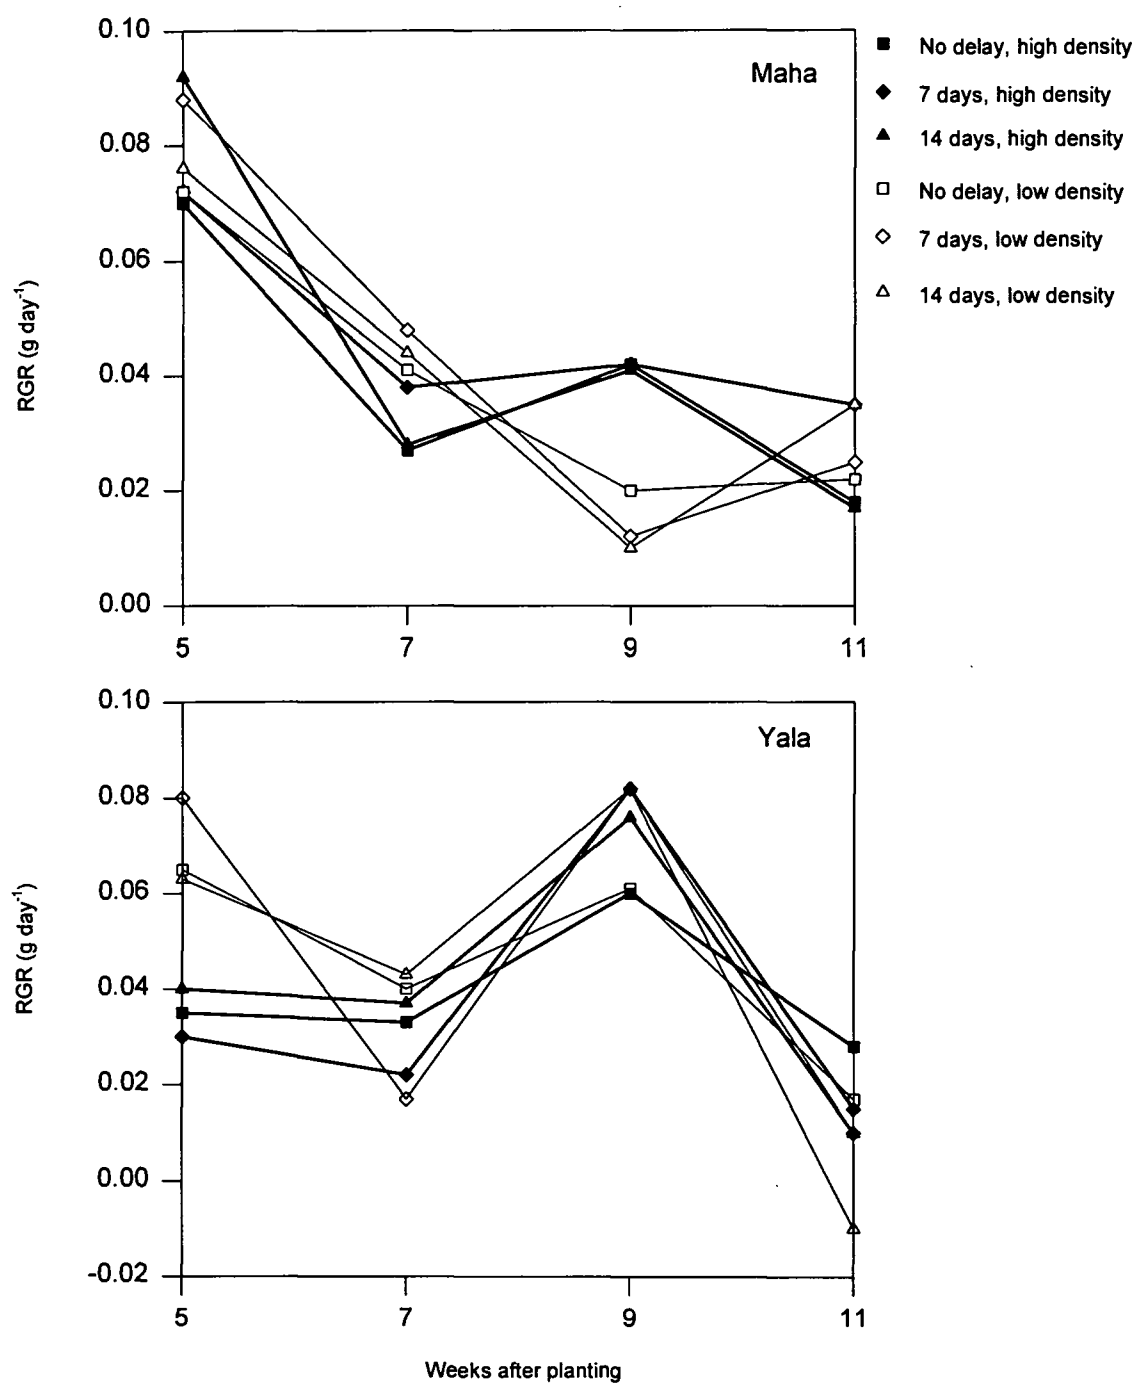 0.10
Maha
0.08
0.06
0.04
0.02
0.00
RGR (g day⁻¹)
5 7 9 11
No delay, high density
7 days, high density
14 days, high density
No delay, low density
7 days, low density
14 days, low density
0.10
Yala
0.08
0.06
0.04
0.02
0.00
-0.02
RGR (g day⁻¹)
5 7 9 11
Weeks after planting